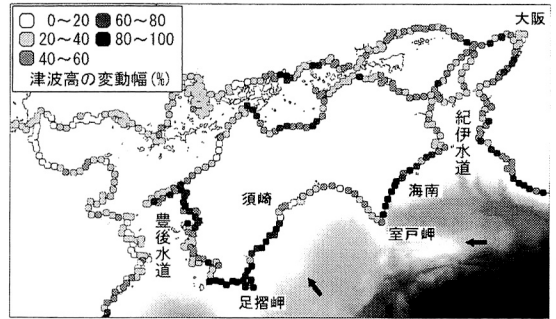 0～20
60～80
20～40
80～100
40～60
津波高の変動幅(%)
大阪
紀伊水道
海南
須崎
室戸岬
豊後水道
足摺岬